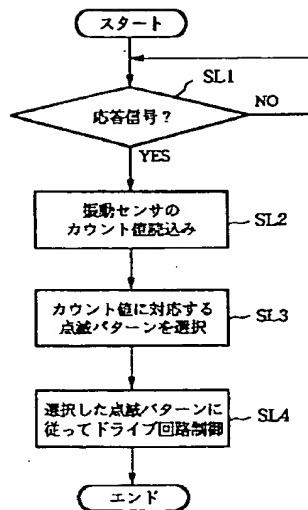 スタート
SL1
応答信号?
NO
YES
振動センサの
カウント値読込み
SL2
カウント値に対応する
点滅パターンを選択
SL3
選択した点滅パターンに
従ってドライブ回路制御
SL4
エンド